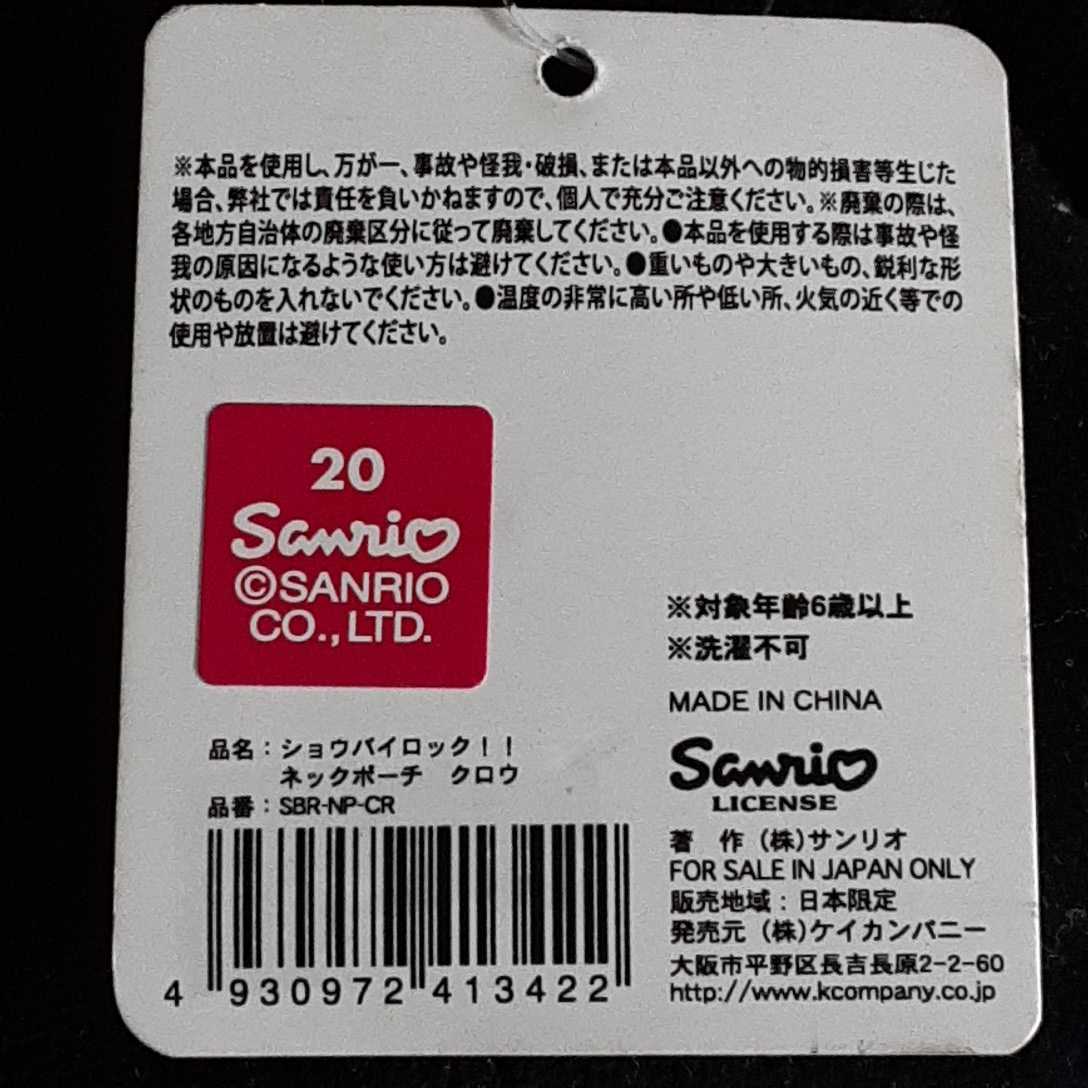 ※本品を使用し、万が一、事故や怪我・破損、または本品以外への物的損害等生じた
場合、弊社では責任を負いかねますので、個人で充分ご注意ください。※廃棄の際は、
各地方自治体の廃棄区分に従って廃棄してください。●本品を使用する際は事故や怪
我の原因になるような使い方は避けてください。●重いものや大きいもの、鋭利な形
状のものを入れないでください。●温度の非常に高い所や低い所、火気の近く等での
使用や放置は避けてください。
20
Sanrio
©SANRIO
CO.,LTD.
※対象年齢6歳以上
※洗濯不可
MADE IN CHINA
Sanrio
LICENSE
著 作 (株)サンリオ
FOR SALE IN JAPAN ONLY
販売地域:日本限定
発売元 (株)ケイカンパニー
大阪市平野区長吉長原2-2-60
http://www.kcompany.co.jp
品名:ショウバイロック!!
ネックポーチ クロウ
品番:SBR-NP-CR
4 930972 413422